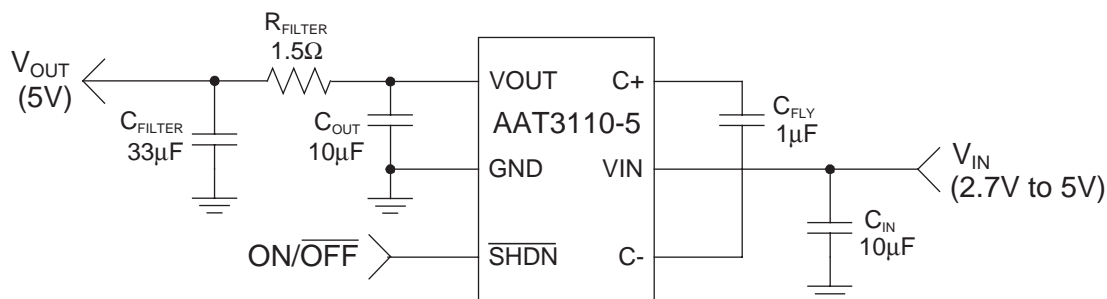 R_FILTER
1.5Ω
V_OUT
(5V)
C_FILTER
33µF
C_OUT
10µF
VOUT
C+
AAT3110-5
GND
VIN
SHDN
C-
C_FLY
1µF
V_IN
(2.7V to 5V)
C_IN
10µF
ON/OFF